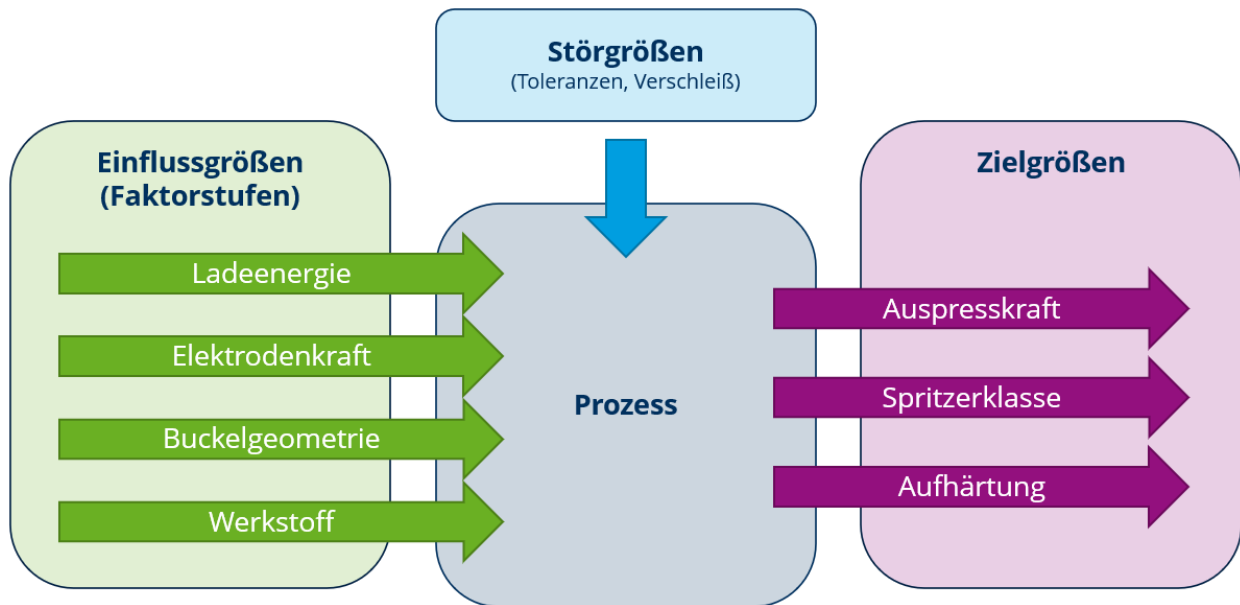 Störgrößen
(Toleranzen, Verschleiß)
Einflussgrößen
(Faktorstufen)
Ladeenergie
Elektrodenkraft
Buckelgeometrie
Werkstoff
Prozess
Zielgrößen
Auspresskraft
Spritzerklasse
Aufhärtung